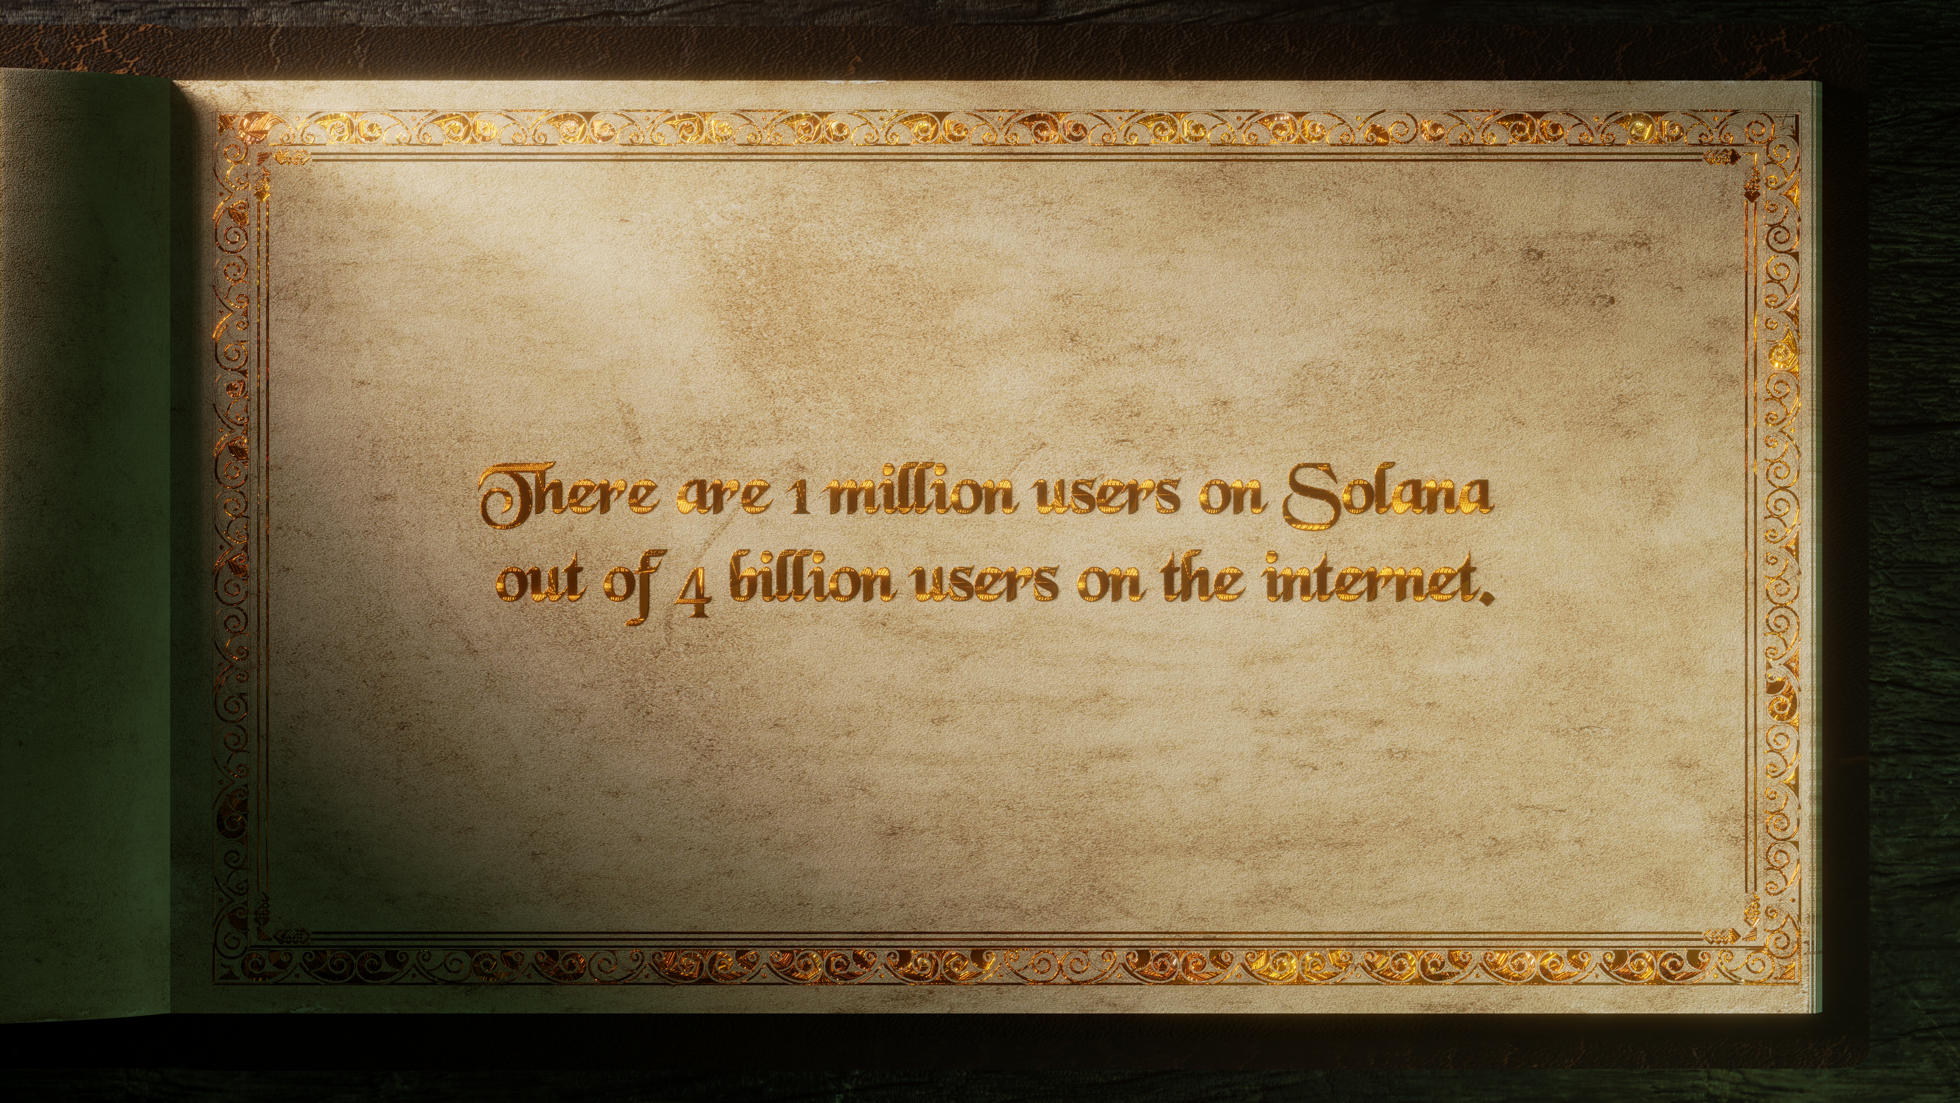 There are 1 million users on Solana
out of 4 billion users on the internet.